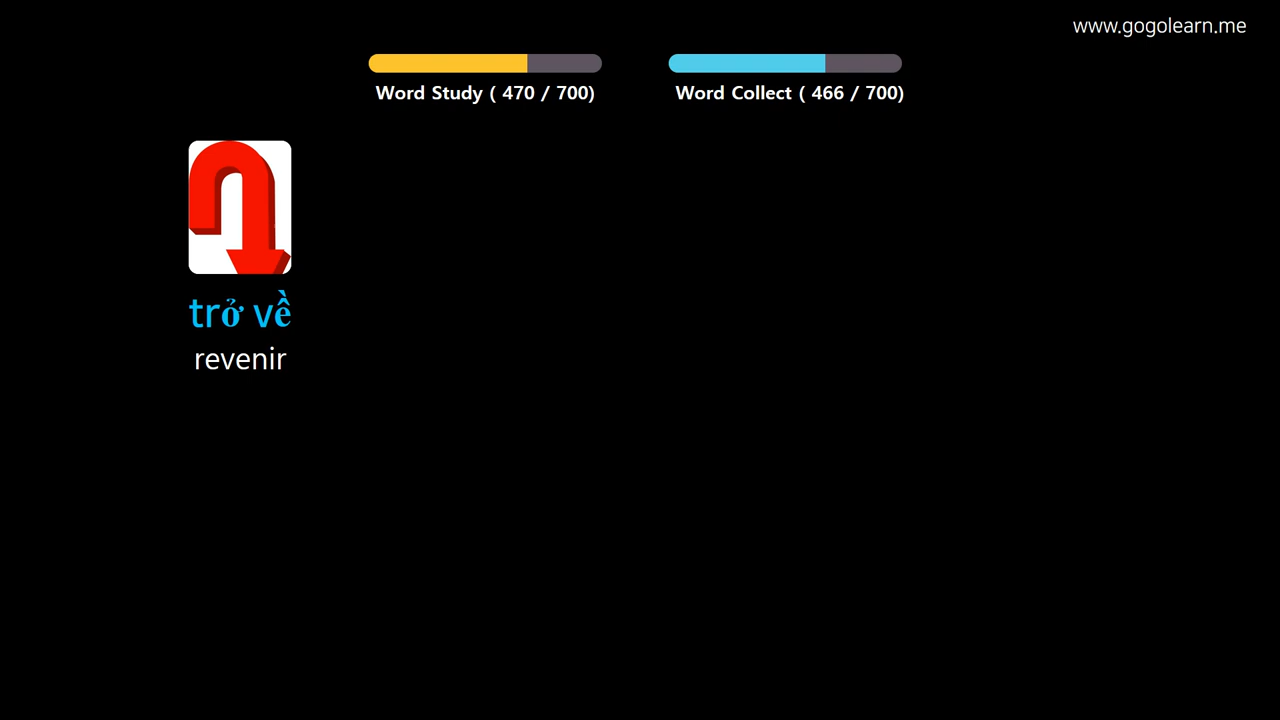 www.gogolearn.me
Word Study ( 470 / 700)
Word Collect ( 466 / 700)
trở về
revenir